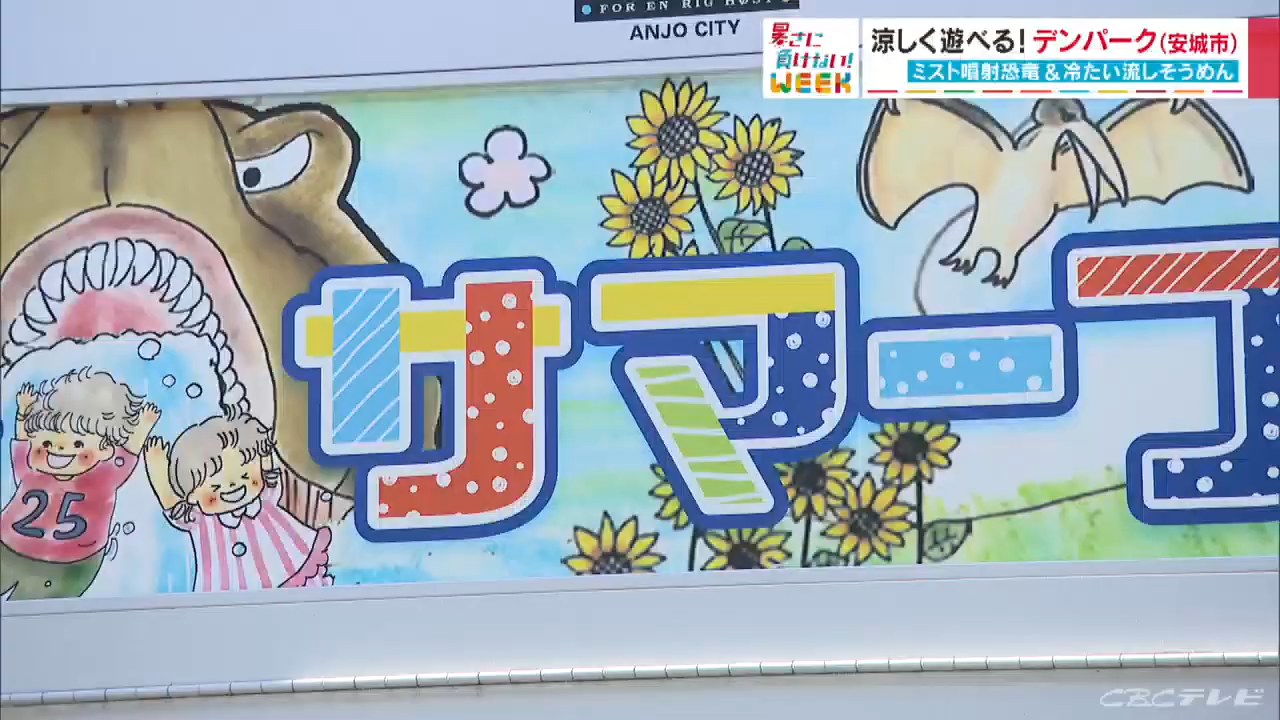 FOR EN RIG HØST
ANJO CITY
暑さに
負けない!
WEEK
涼しく遊べる!デンパーク(安城市)
ミスト噴射恐竜&冷たい流しそうめん
サマーフ
25
CBCテレビ